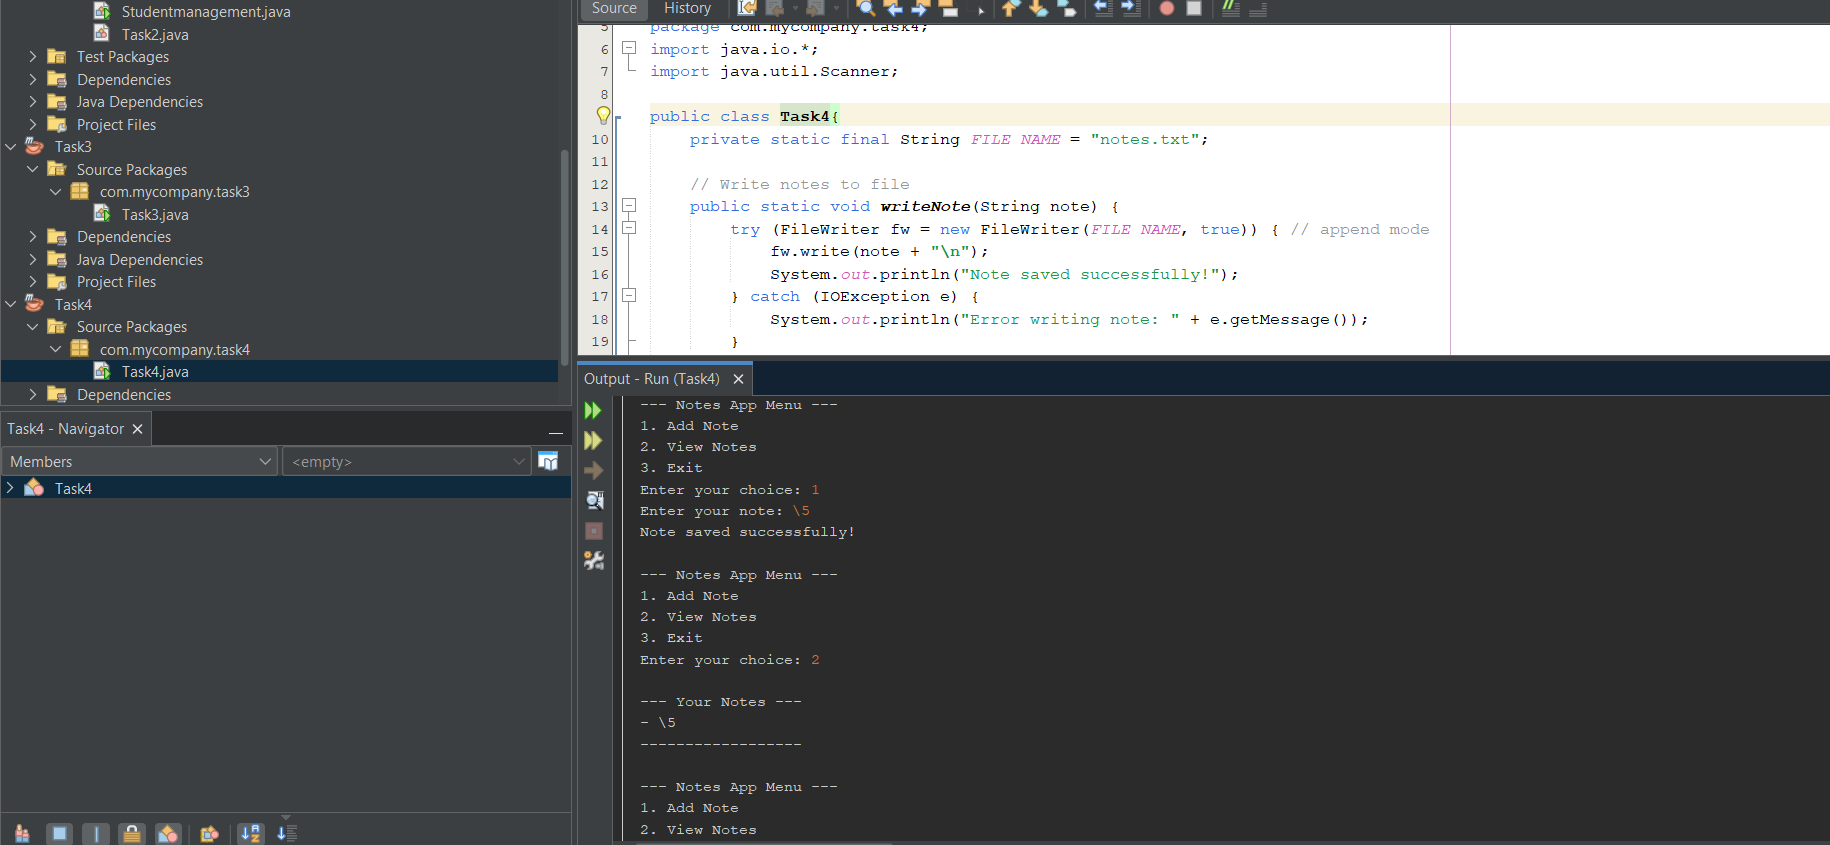 Studentmanagement.java
Task2.java
Test Packages
Dependencies
Java Dependencies
Project Files
Task3
Source Packages
com.mycompany.task3
Task3.java
Dependencies
Java Dependencies
Project Files
Task4
Source Packages
com.mycompany.task4
Task4.java
Dependencies
Task4 - Navigator
Members
<empty>
Task4
Source History
5 package com.mycompany.task4;
6 import java.io.*;
7 import java.util.Scanner;
8
public class Task4{
10 private static final String FILE_NAME = "notes.txt";
11
12 // Write notes to file
13 public static void writeNote(String note) {
14 try (FileWriter fw = new FileWriter(FILE_NAME, true)) { // append mode
15 fw.write(note + "\n");
16 System.out.println("Note saved successfully!");
17 } catch (IOException e) {
18 System.out.println("Error writing note: " + e.getMessage());
19 }
Output - Run (Task4)
--- Notes App Menu ---
1. Add Note
2. View Notes
3. Exit
Enter your choice: 1
Enter your note: \5
Note saved successfully!
--- Notes App Menu ---
1. Add Note
2. View Notes
3. Exit
Enter your choice: 2
--- Your Notes ---
- \5
------------------
--- Notes App Menu ---
1. Add Note
2. View Notes